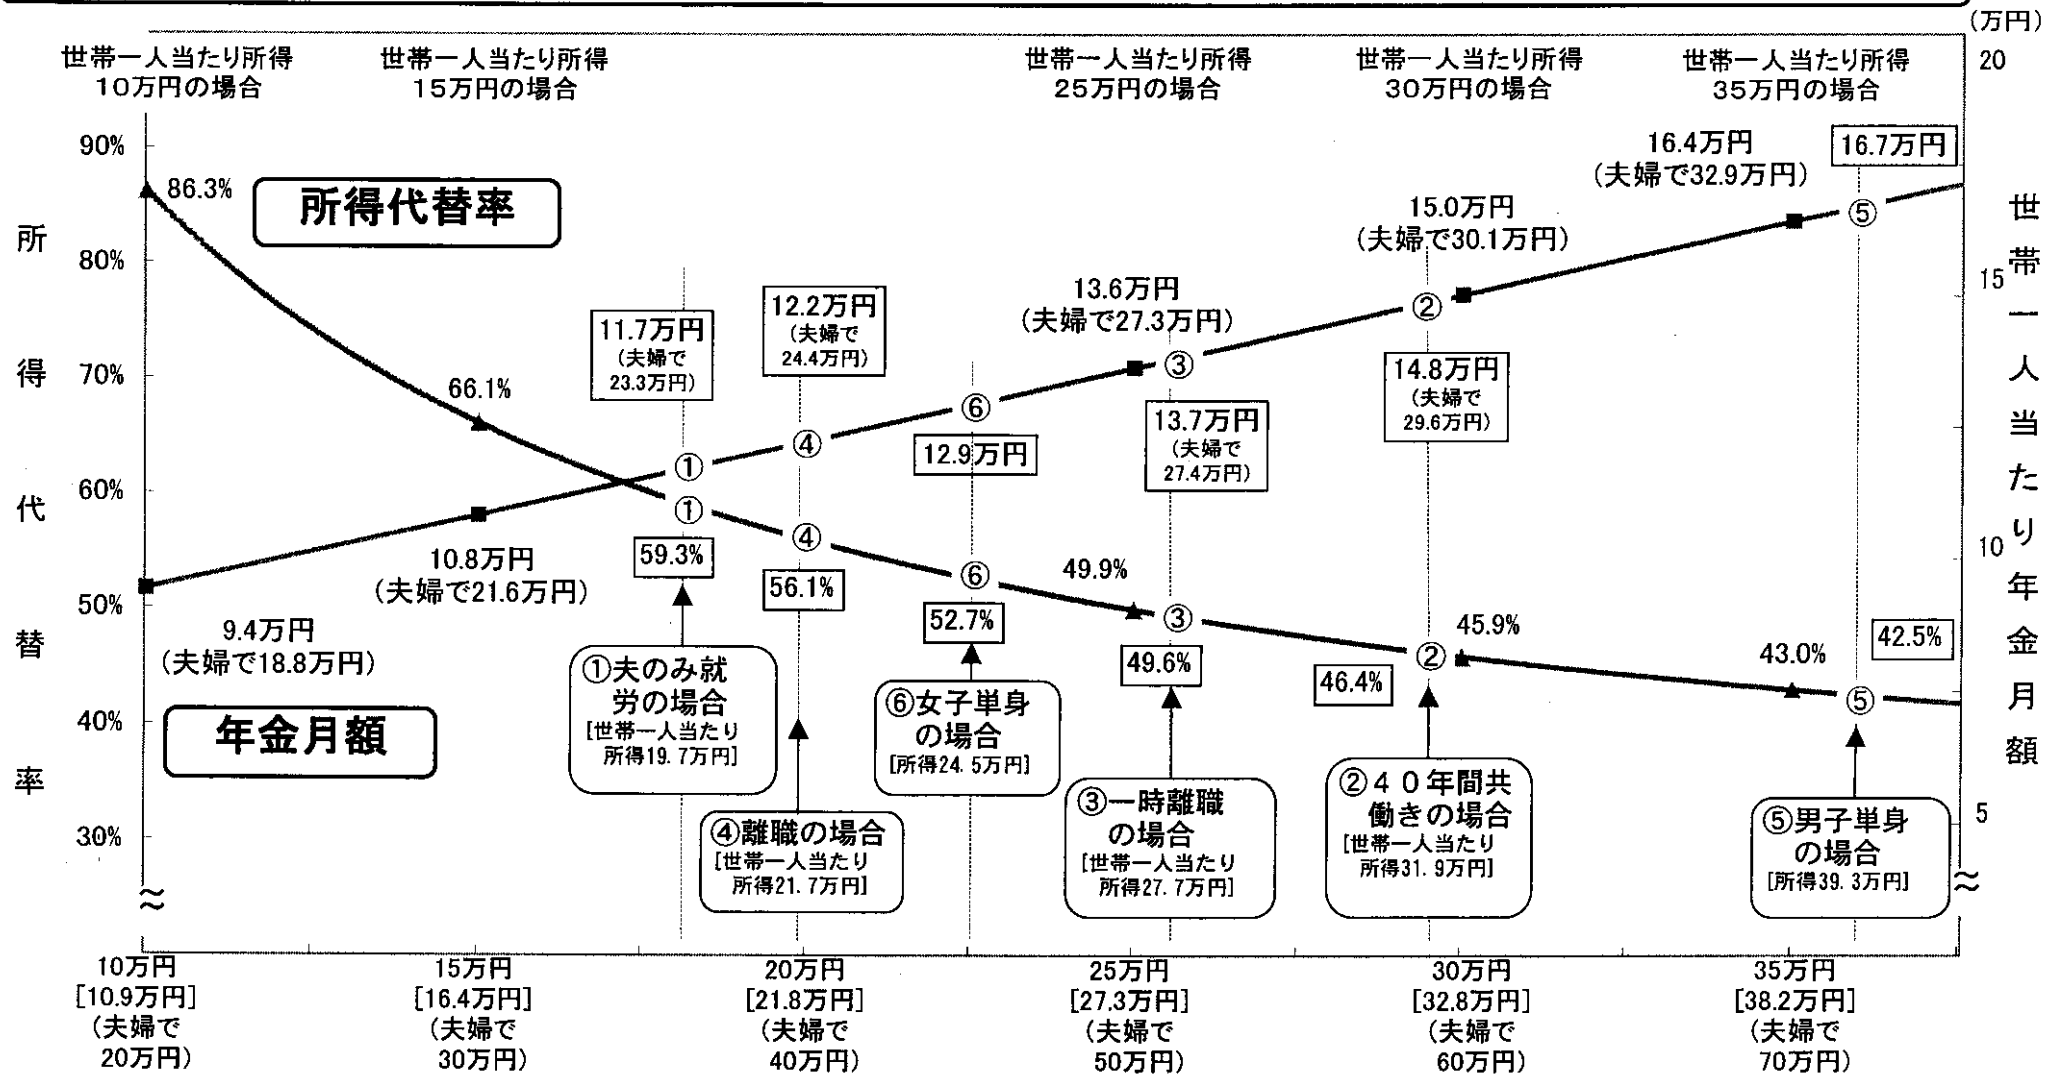 (万円)
世帯一人当たり所得
10万円の場合
世帯一人当たり所得
15万円の場合
世帯一人当たり所得
25万円の場合
世帯一人当たり所得
30万円の場合
世帯一人当たり所得
35万円の場合
20
15
10
5
世帯一人当たり年金月額
所得代替率
90%
80%
70%
60%
50%
40%
30%
≈
≈
所得代替率
年金月額
86.3%
66.1%
49.9%
45.9%
43.0%
9.4万円
(夫婦で18.8万円)
10.8万円
(夫婦で21.6万円)
13.6万円
(夫婦で27.3万円)
15.0万円
(夫婦で30.1万円)
16.4万円
(夫婦で32.9万円)
16.7万円
11.7万円
(夫婦で
23.3万円)
12.2万円
(夫婦で
24.4万円)
12.9万円
13.7万円
(夫婦で
27.4万円)
14.8万円
(夫婦で
29.6万円)
①
④
⑥
③
②
⑤
①
④
⑥
③
②
⑤
59.3%
56.1%
52.7%
49.6%
46.4%
42.5%
①夫のみ就
労の場合
[世帯一人当たり
所得19.7万円]
④離職の場合
[世帯一人当たり
所得21.7万円]
⑥女子単身
の場合
[所得24.5万円]
③一時離職
の場合
[世帯一人当たり
所得27.7万円]
②40年間共
働きの場合
[世帯一人当たり
所得31.9万円]
⑤男子単身
の場合
[所得39.3万円]
10万円
[10.9万円]
(夫婦で
20万円)
15万円
[16.4万円]
(夫婦で
30万円)
20万円
[21.8万円]
(夫婦で
40万円)
25万円
[27.3万円]
(夫婦で
50万円)
30万円
[32.8万円]
(夫婦で
60万円)
35万円
[38.2万円]
(夫婦で
70万円)